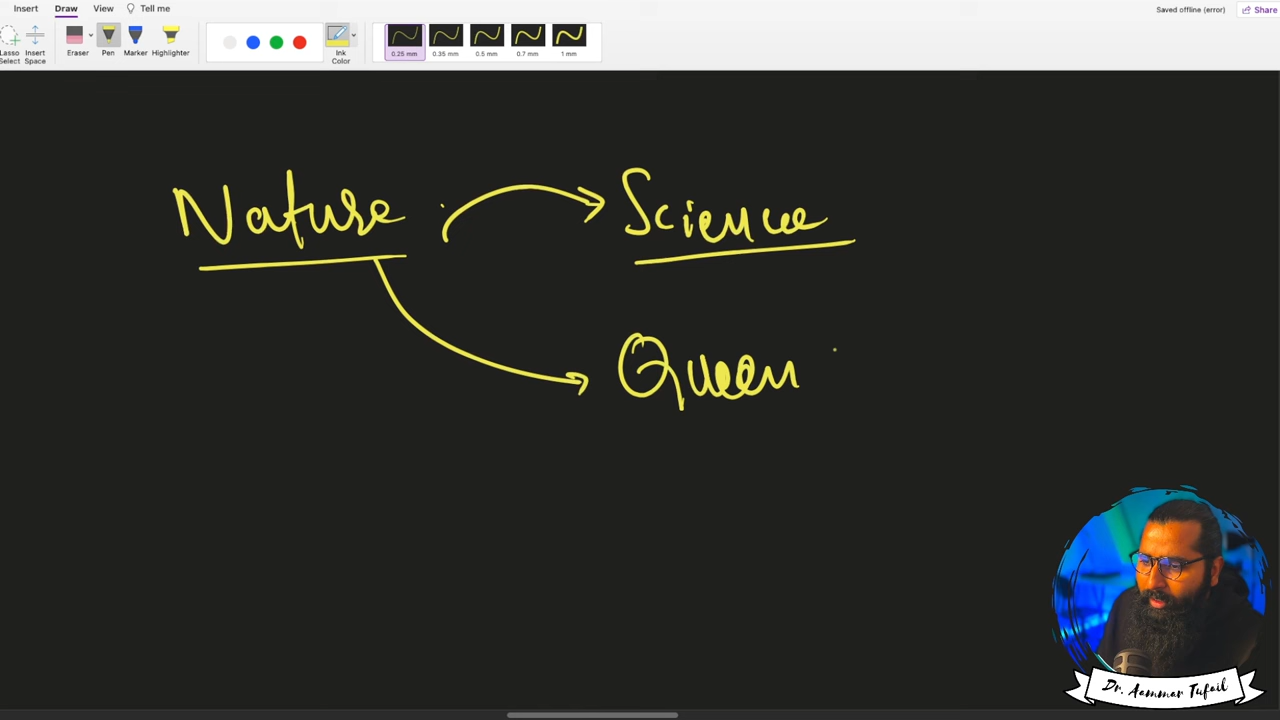 Insert Draw View Tell me
Saved offline (error) Share
Lasso Select
Insert Space
Eraser
Pen
Marker
Highlighter
Ink Color
0.25 mm
0.35 mm
0.5 mm
0.7 mm
1 mm
Nature
Science
Queen
Dr. Aammar Tufail